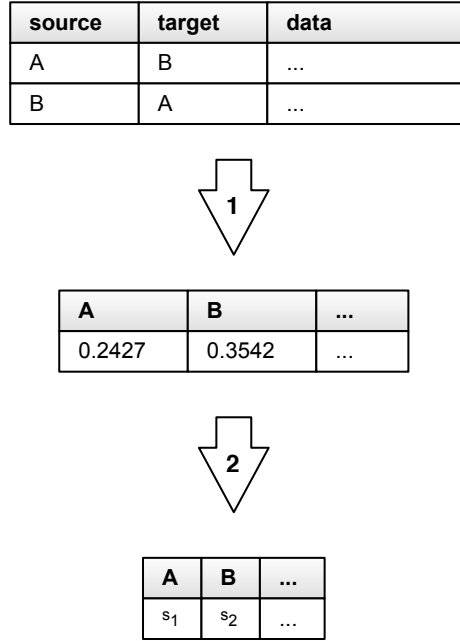 source target data
A B ...
B A ...
1
A B ...
0.2427 0.3542 ...
2
A B ...
s1 s2 ...